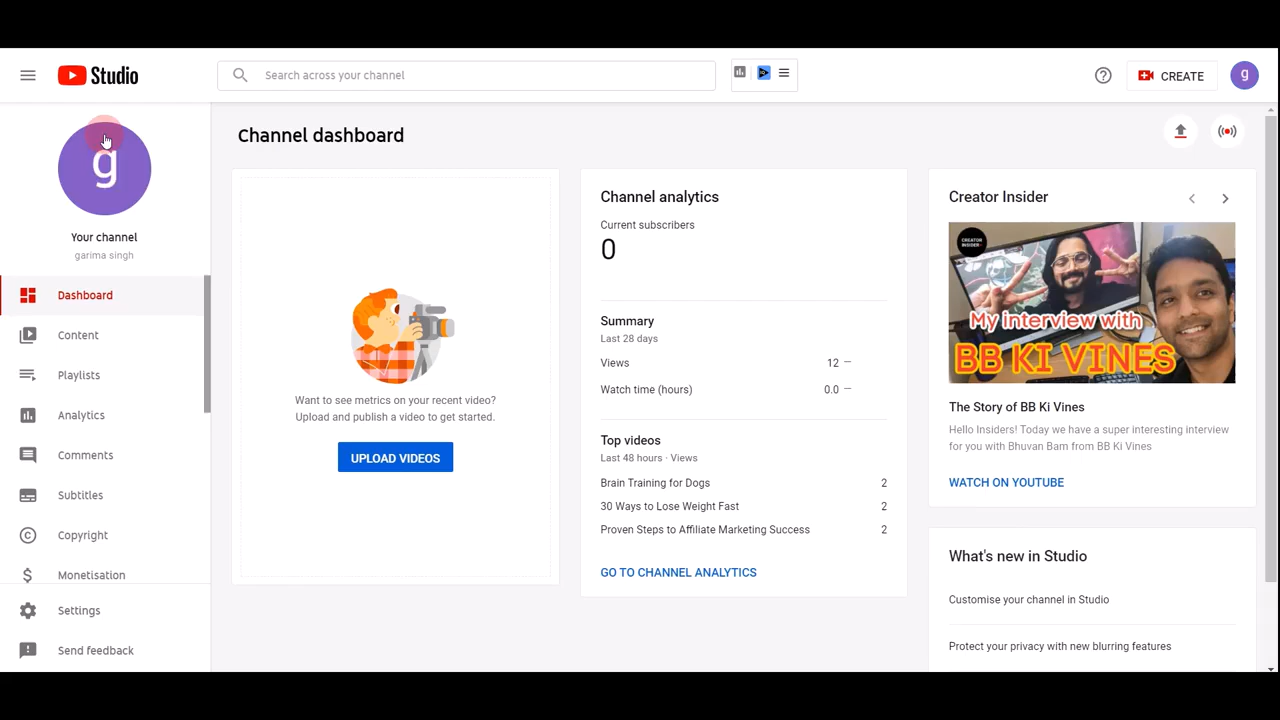 Studio
Search across your channel
CREATE
g
g
Your channel
garima singh
Dashboard
Content
Playlists
Analytics
Comments
Subtitles
Copyright
Monetisation
Settings
Send feedback
Channel dashboard
Want to see metrics on your recent video?
Upload and publish a video to get started.
UPLOAD VIDEOS
Channel analytics
Current subscribers
0
Summary
Last 28 days
Views 12 —
Watch time (hours) 0.0 —
Top videos
Last 48 hours · Views
Brain Training for Dogs 2
30 Ways to Lose Weight Fast 2
Proven Steps to Affiliate Marketing Success 2
GO TO CHANNEL ANALYTICS
Creator Insider
CREATOR
INSIDER
My interview with
BB KI VINES
The Story of BB Ki Vines
Hello Insiders! Today we have a super interesting interview
for you with Bhuvan Bam from BB Ki Vines
WATCH ON YOUTUBE
What's new in Studio
Customise your channel in Studio
Protect your privacy with new blurring features